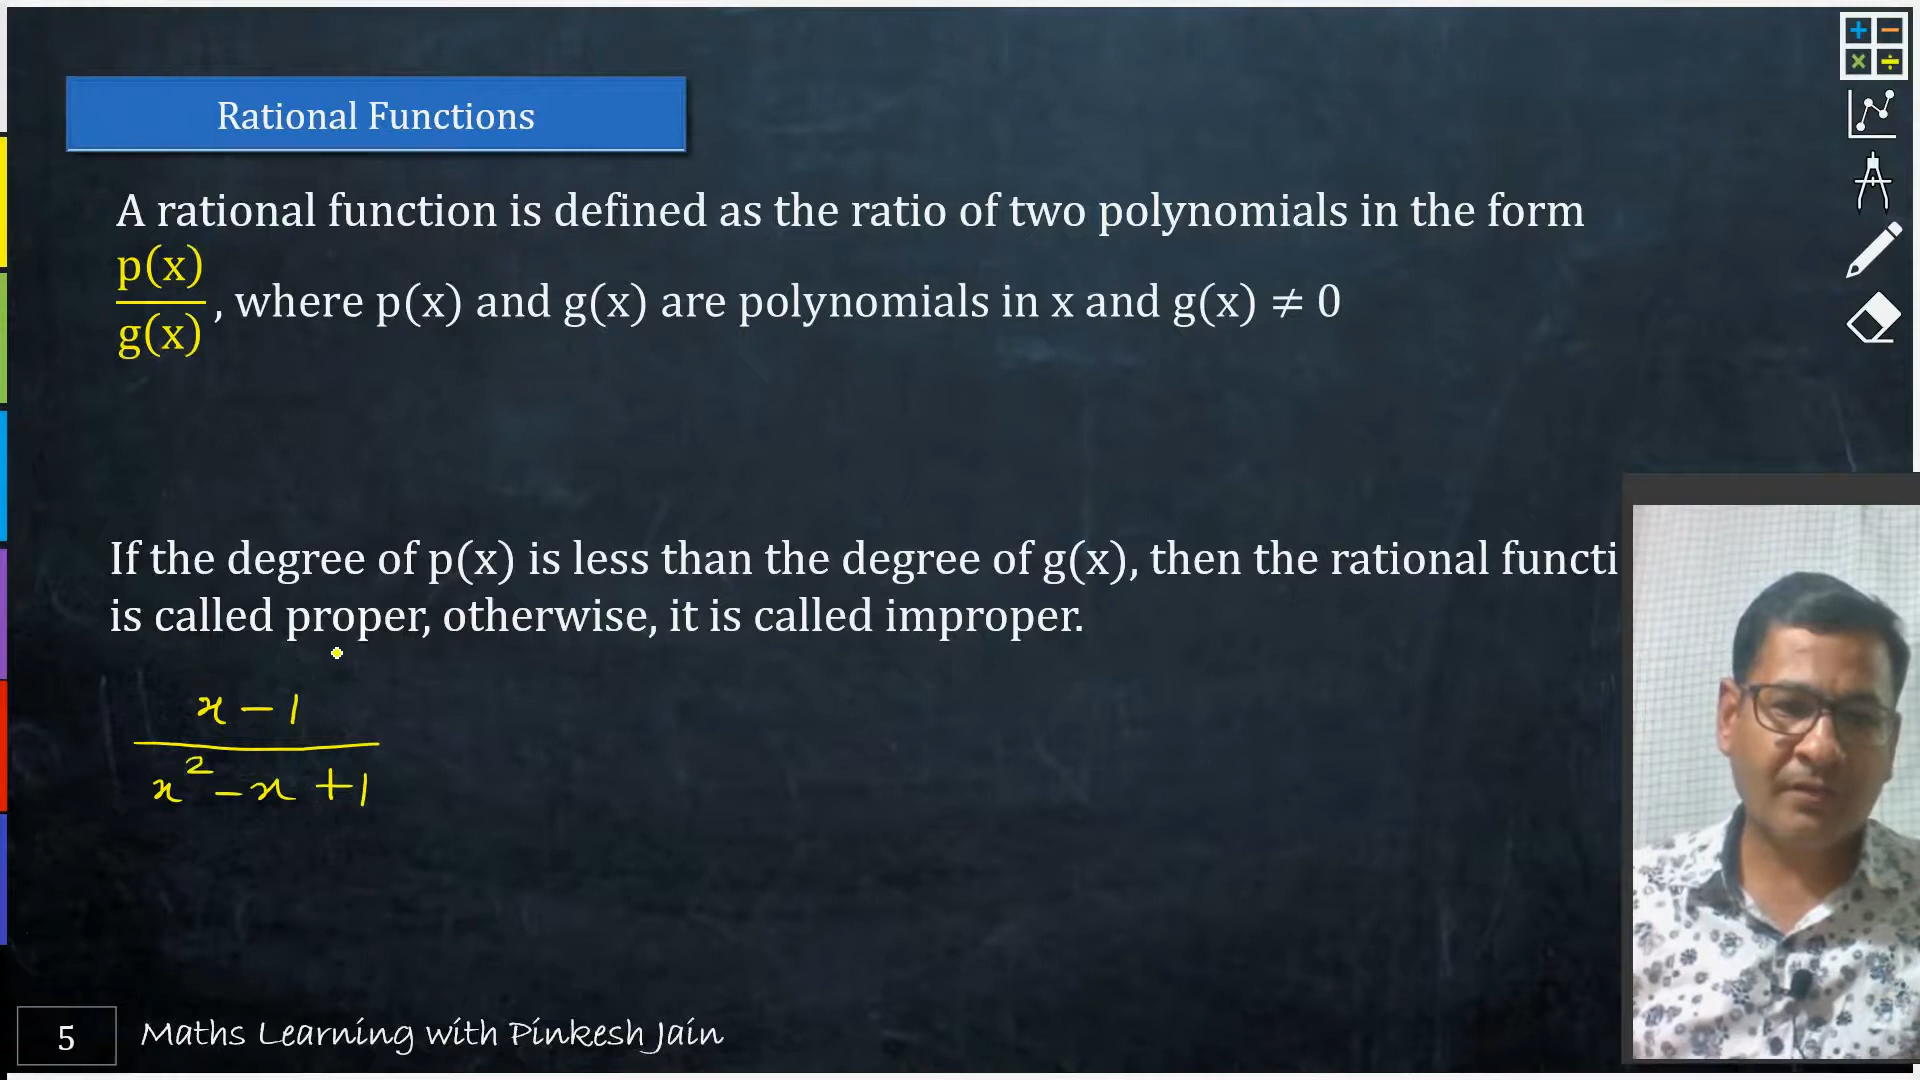 Rational Functions
A rational function is defined as the ratio of two polynomials in the form
p(x)
g(x)
, where p(x) and g(x) are polynomials in x and g(x) ≠ 0
If the degree of p(x) is less than the degree of g(x), then the rational functi
is called proper, otherwise, it is called improper.
x - 1
x² - x + 1
5
Maths Learning with Pinkesh Jain